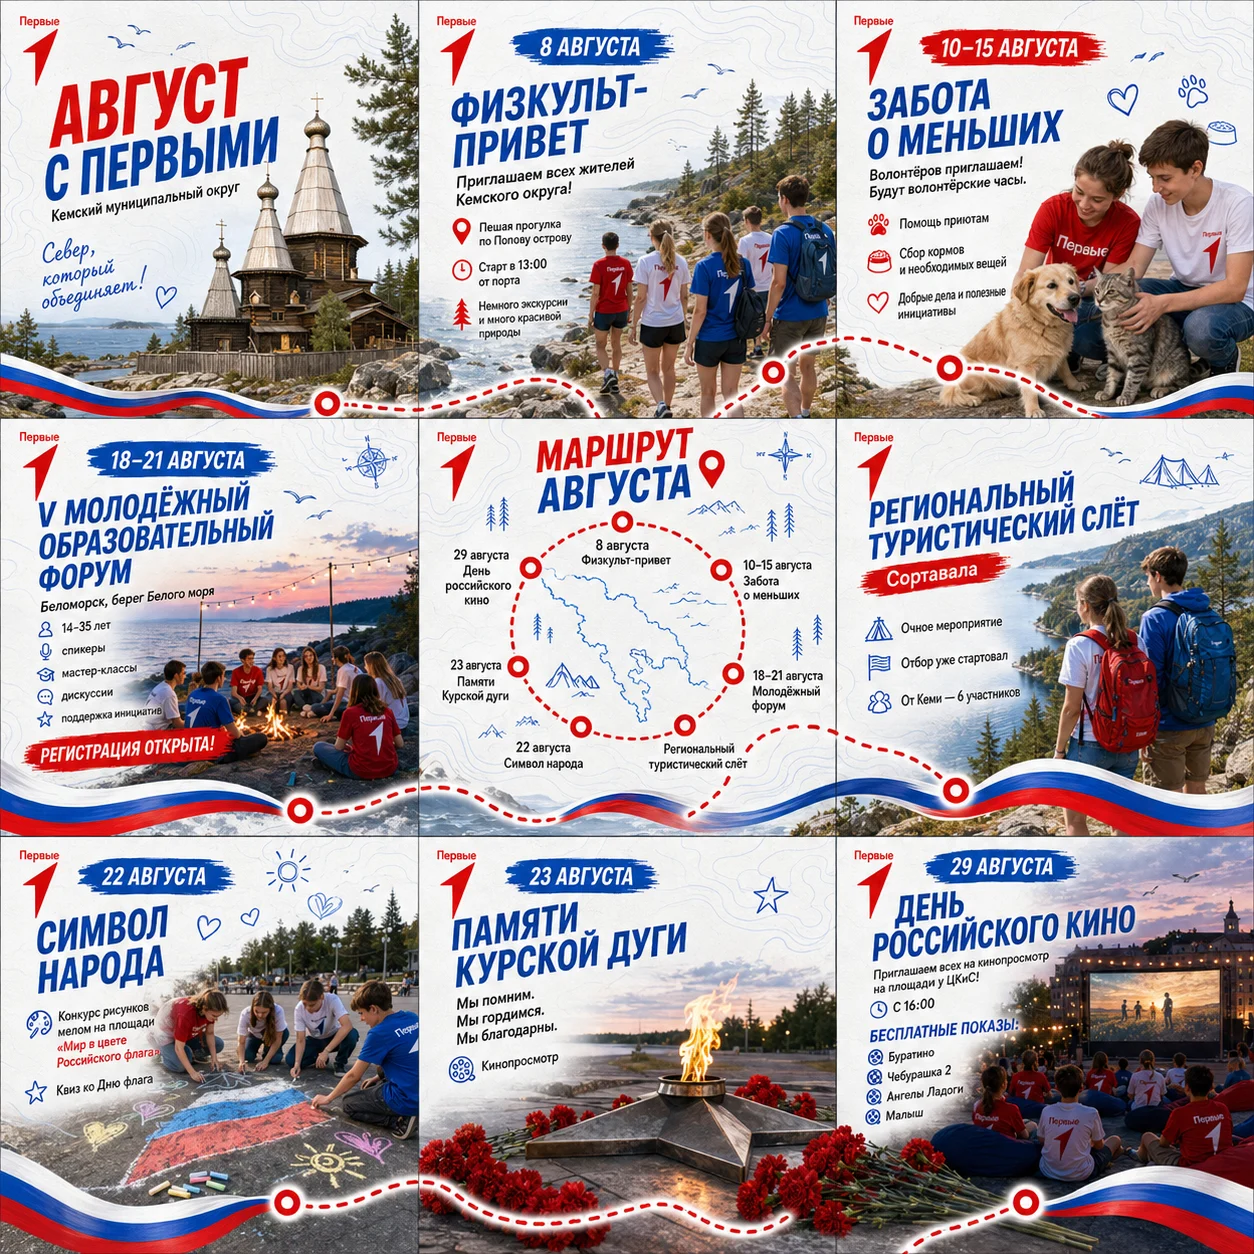 Первые
АВГУСТ
С ПЕРВЫМИ
Кемский муниципальный округ
Север,
который
объединяет!
Первые
8 АВГУСТА
ФИЗКУЛЬТ-
ПРИВЕТ
Приглашаем всех жителей
Кемского округа!
Пешая прогулка
по Попову острову
Старт в 13:00
от порта
Немного экскурсии
и много красивой
природы
Первые
10–15 АВГУСТА
ЗАБОТА
О МЕНЬШИХ
Волонтёров приглашаем!
Будут волонтёрские часы.
Помощь приютам
Сбор кормов
и необходимых вещей
Добрые дела и полезные
инициативы
Первые
Первые
Первые
18–21 АВГУСТА
V МОЛОДЁЖНЫЙ
ОБРАЗОВАТЕЛЬНЫЙ
ФОРУМ
Беломорск, берег Белого моря
14–35 лет
спикеры
мастер-классы
дискуссии
поддержка инициатив
РЕГИСТРАЦИЯ ОТКРЫТА!
Первые
МАРШРУТ
АВГУСТА
8 августа
Физкульт-привет
10–15 августа
Забота
о меньших
18–21 августа
Молодёжный
форум
Региональный
туристический слёт
22 августа
Символ народа
23 августа
Памяти
Курской дуги
29 августа
День
российского
кино
Первые
РЕГИОНАЛЬНЫЙ
ТУРИСТИЧЕСКИЙ СЛЁТ
Сортавала
Очное мероприятие
Отбор уже стартовал
От Кеми — 6 участников
Первые
22 АВГУСТА
СИМВОЛ
НАРОДА
Конкурс рисунков
мелом на площади
«Мир в цвете
Российского флага»
Квиз ко Дню флага
Первые
23 АВГУСТА
ПАМЯТИ
КУРСКОЙ ДУГИ
Мы помним.
Мы гордимся.
Мы благодарны.
Кинопросмотр
Первые
29 АВГУСТА
ДЕНЬ
РОССИЙСКОГО КИНО
Приглашаем всех на кинопросмотр
на площади у ЦКиС!
С 16:00
БЕСПЛАТНЫЕ ПОКАЗЫ:
Буратино
Чебурашка 2
Ангелы Ладоги
Малыш
Первые
Первые